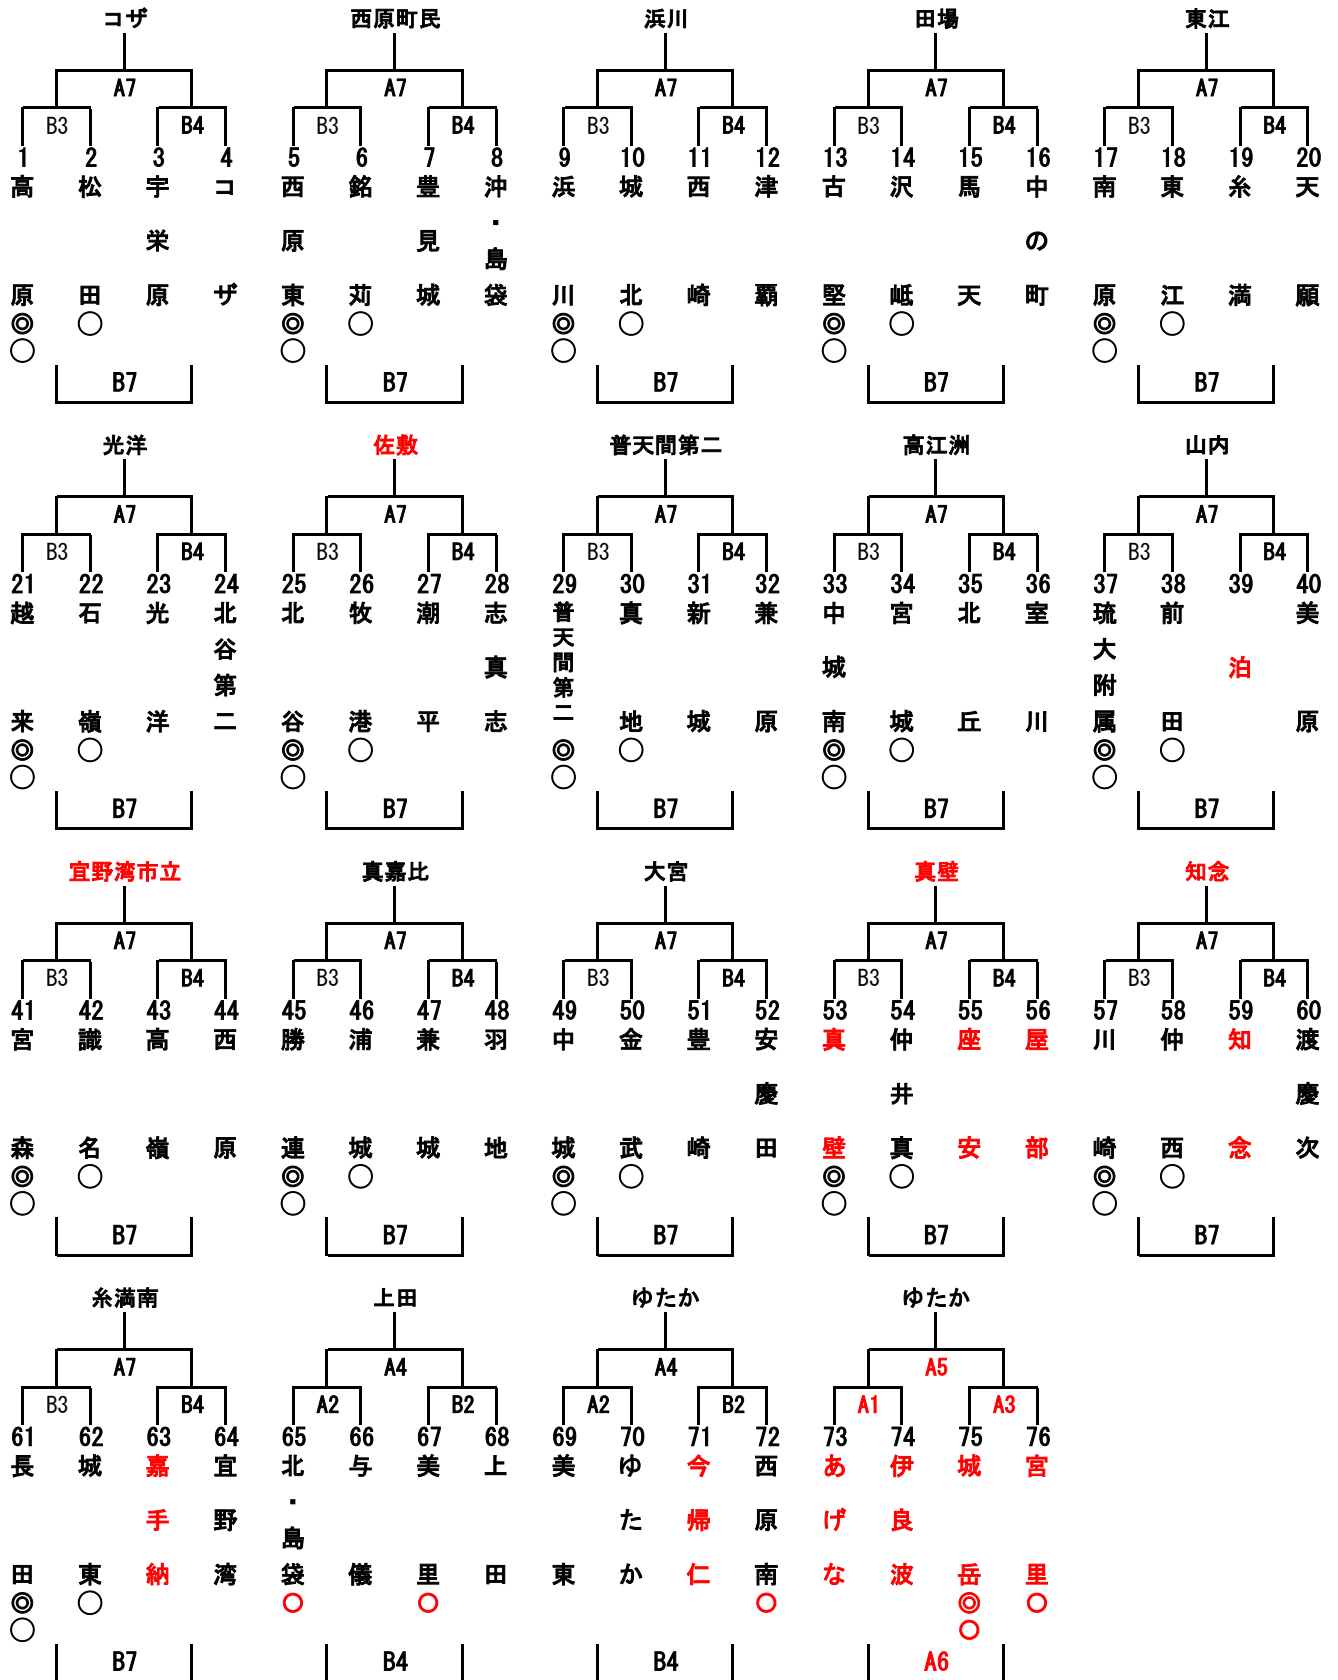 コザ 西原町民 浜川 田場 東江
A7 A7 A7 A7 A7
B3 B4 B3 B4 B3 B4 B3 B4 B3 B4
1 2 3 4 5 6 7 8 9 10 11 12 13 14 15 16 17 18 19 20
高原◎○ 松田○ 宇栄原 コザ 西原東◎○ 銘苅○ 豊見城 沖・島袋 浜川◎○ 城北○ 西崎 津覇 古堅◎○ 沢岻○ 馬天 中の町 南原◎○ 東江○ 糸満 天願
B7 B7 B7 B7 B7
光洋 佐敷 普天間第二 高江洲 山内
A7 A7 A7 A7 A7
B3 B4 B3 B4 B3 B4 B3 B4 B3 B4
21 22 23 24 25 26 27 28 29 30 31 32 33 34 35 36 37 38 39 40
越来◎○ 石嶺○ 光洋 北谷第二 北谷◎○ 牧港○ 潮平 志真志 普天間第二◎○ 真地○ 新城 兼原 中城南◎○ 宮城○ 北丘 室川 琉大附属◎○ 前田○ 泊 美原
B7 B7 B7 B7 B7
宜野湾市立 真嘉比 大宮 真壁 知念
A7 A7 A7 A7 A7
B3 B4 B3 B4 B3 B4 B3 B4 B3 B4
41 42 43 44 45 46 47 48 49 50 51 52 53 54 55 56 57 58 59 60
宮森◎○ 識名○ 高嶺 西原 勝連◎○ 浦城○ 兼城 羽地 中城◎○ 金武○ 豊崎 安慶田 真壁◎○ 仲井真○ 座安 屋部 川崎◎○ 仲西○ 知念 渡慶次
B7 B7 B7 B7 B7
糸満南 上田 ゆたか ゆたか
A7 A4 A4 A5
B3 B4 A2 B2 A2 B2 A1 A3
61 62 63 64 65 66 67 68 69 70 71 72 73 74 75 76
長田◎○ 城東○ 嘉手納 宜野湾 北・島袋○ 与儀 美里○ 上田 美東 ゆたか 今帰仁 西原南○ あげな 伊良波 城岳◎○ 宮里○
B7 B4 B4 A6